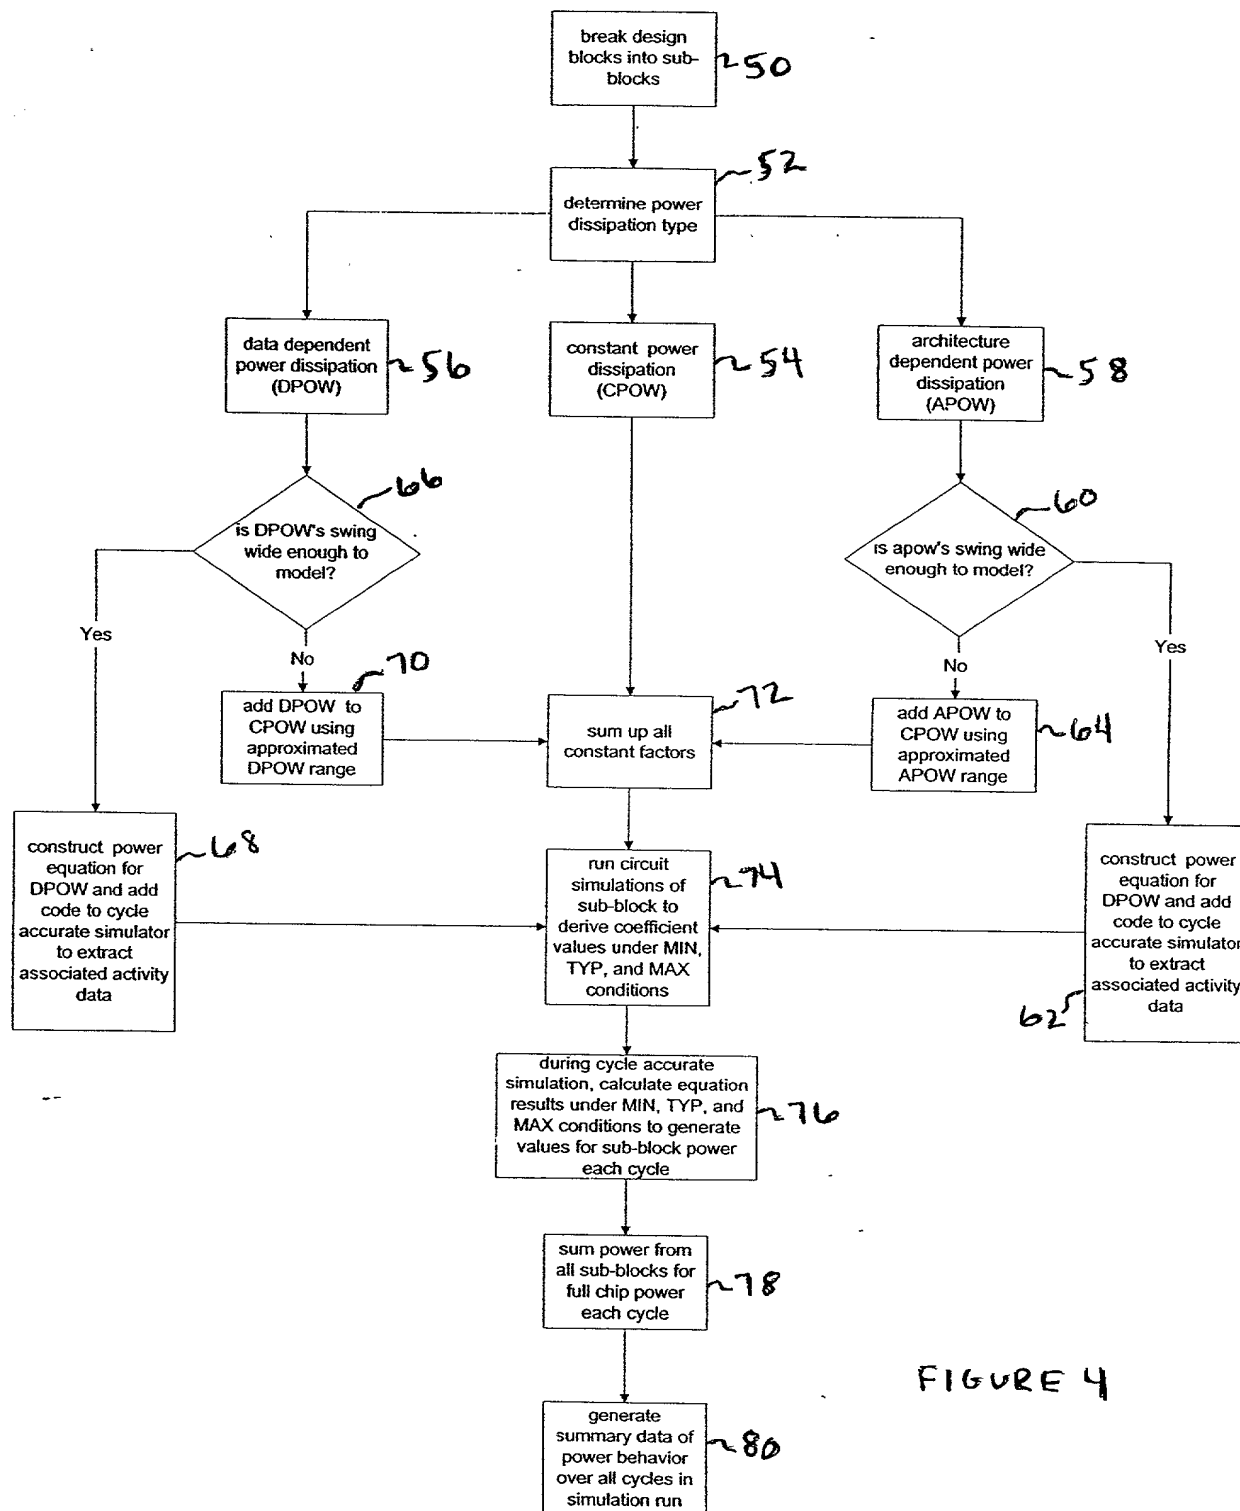 break design
blocks into sub-
blocks
50
52
determine power
dissipation type
data dependent
power dissipation
(DPOW)
56
constant power
dissipation
(CPOW)
54
architecture
dependent power
dissipation
(APOW)
58
66
is DPOW's swing
wide enough to
model?
60
is apow's swing wide
enough to model?
Yes
No
70
No
Yes
add DPOW to
CPOW using
approximated
DPOW range
72
sum up all
constant factors
add APOW to
CPOW using
approximated
APOW range
64
construct power
equation for
DPOW and add
code to cycle
accurate simulator
to extract
associated activity
data
68
run circuit
simulations of
sub-block to
derive coefficient
values under MIN,
TYP, and MAX
conditions
74
construct power
equation for
DPOW and add
code to cycle
accurate simulator
to extract
associated activity
data
62
during cycle accurate
simulation, calculate equation
results under MIN, TYP, and
MAX conditions to generate
values for sub-block power
each cycle
76
sum power from
all sub-blocks for
full chip power
each cycle
78
generate
summary data of
power behavior
over all cycles in
simulation run
80
FIGURE 4